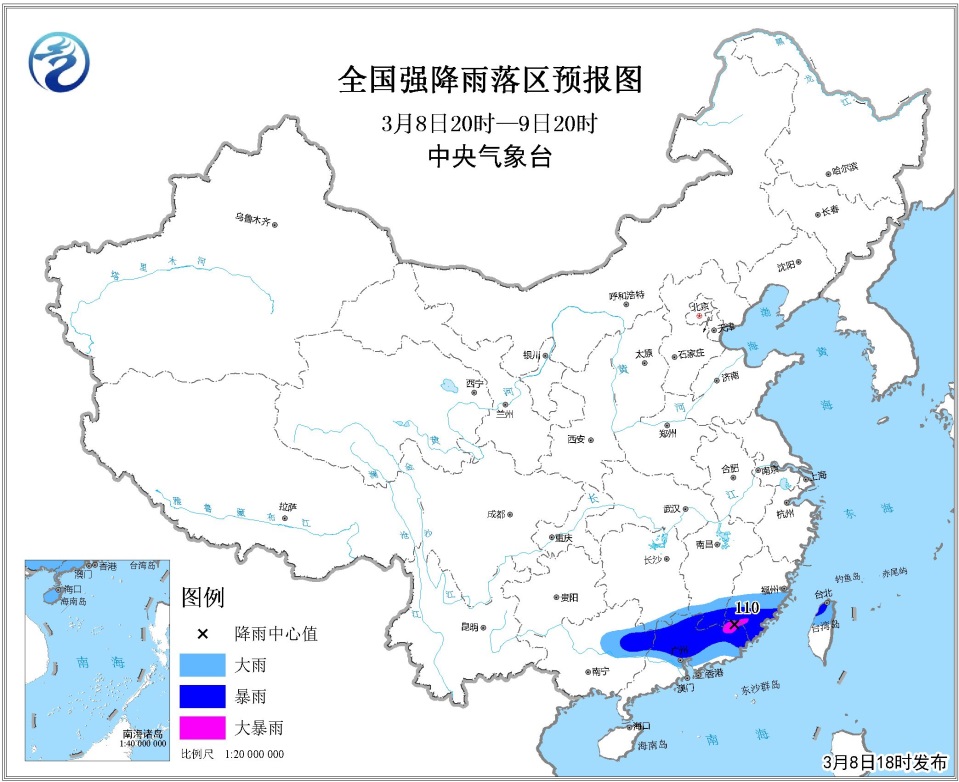 全国强降雨落区预报图
3月8日20时—9日20时
中央气象台
黑
龙
江
哈尔滨
长春
乌鲁木齐
沈阳
塔里木河
呼和浩特
北京
天津
渤
海
银川
太原
石家庄
黄
海
黄
河
西宁
济南
河
兰州
黄
西安
郑州
澜
金
合肥
南京
上海
雅鲁藏布江
拉萨
成都
长
武汉
江
杭州
东海
沧
沙
重庆
南昌
长沙
江
贵阳
福州
钓鱼岛
赤尾屿
台北
110
昆明
台湾岛
广州
南宁
香港
澳门
东沙群岛
海口
海南岛
南海
香港
澳门
台湾岛
海口
海南岛
南海
南海诸岛
1:40 000 000
图例
降雨中心值
大雨
暴雨
大暴雨
比例尺 1:20 000 000
3月8日18时发布